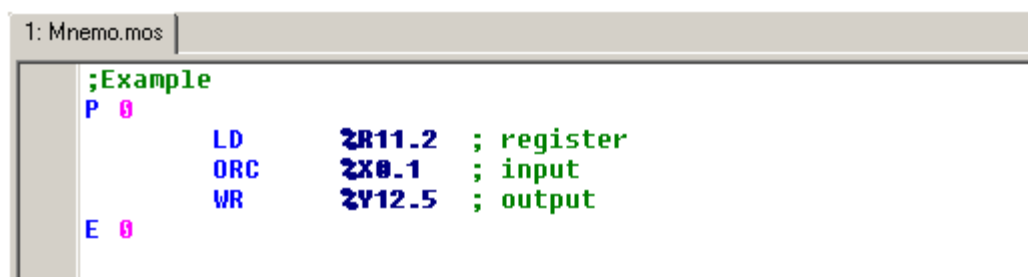 1: Mnemo.mos
;Example
P 0
LD %R11.2 ; register
ORC %X0.1 ; input
WR %Y12.5 ; output
E 0